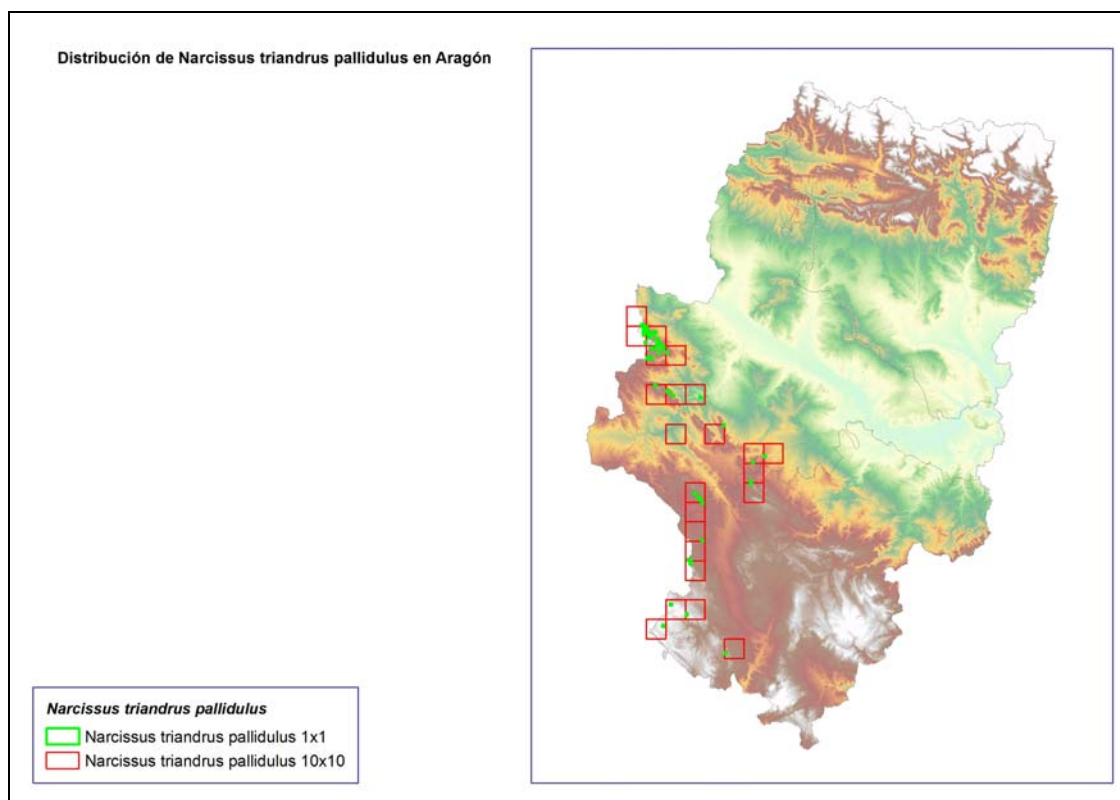 Distribución de Narcissus triandrus pallidulus en Aragón
Narcissus triandrus pallidulus
Narcissus triandrus pallidulus 1x1
Narcissus triandrus pallidulus 10x10